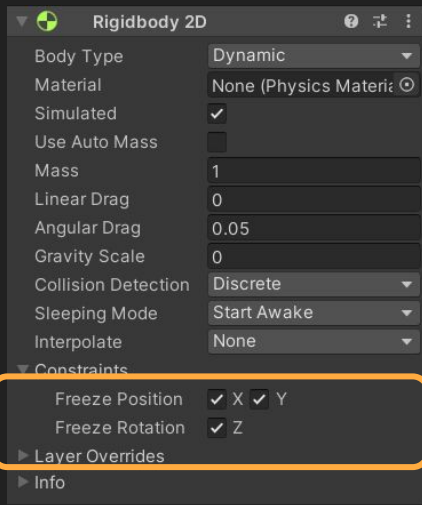 Rigidbody 2D
Body Type Dynamic
Material None (Physics Materia
Simulated
Use Auto Mass
Mass 1
Linear Drag 0
Angular Drag 0.05
Gravity Scale 0
Collision Detection Discrete
Sleeping Mode Start Awake
Interpolate None
Constraints
Freeze Position X Y
Freeze Rotation Z
Layer Overrides
Info